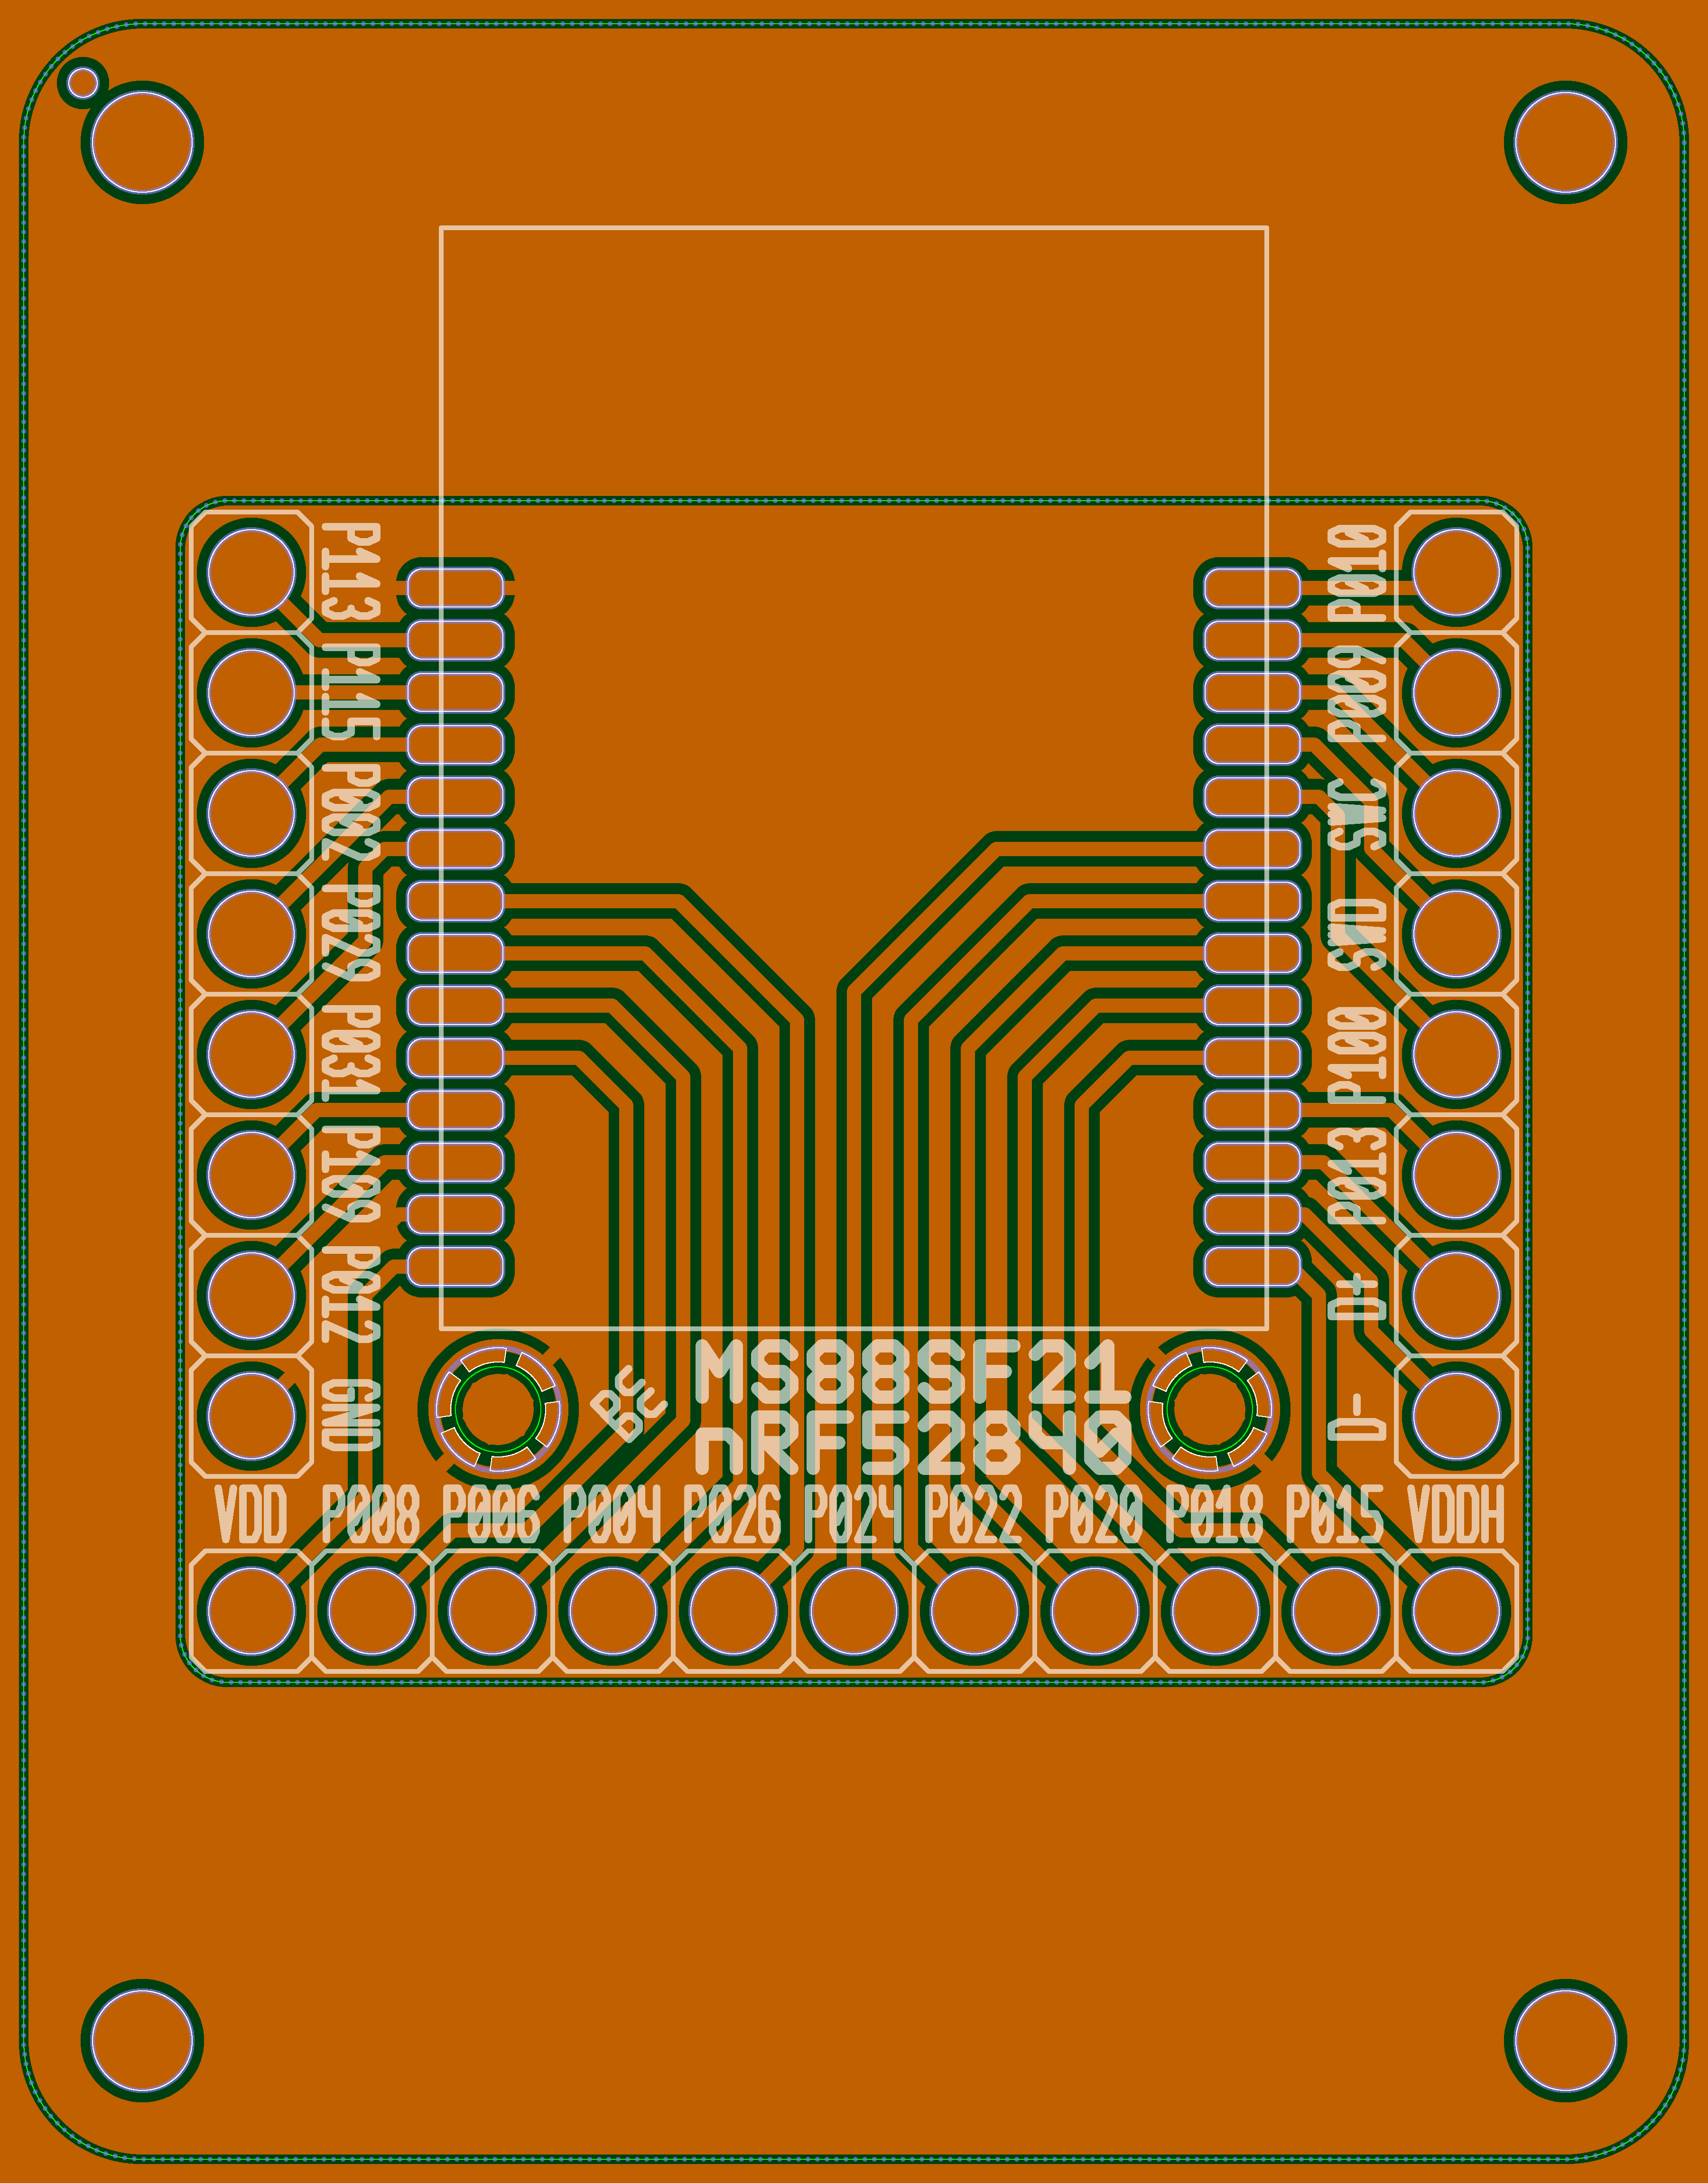 P113
P115
P002
P029
P031
P109
P012
GND
P010
P009
SWC
SWD
P100
P013
D+
D-
MS88SF21
nRF52840
BC
VDD P008 P006 P004 P026 P024 P022 P020 P018 P015 VDDH